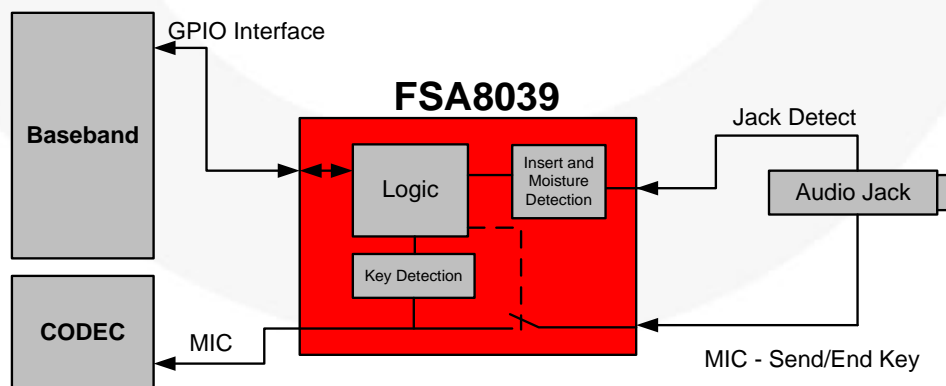 GPIO Interface
Baseband
FSA8039
Jack Detect
Logic
Insert and
Moisture
Detection
Audio Jack
Key Detection
CODEC
MIC
MIC - Send/End Key